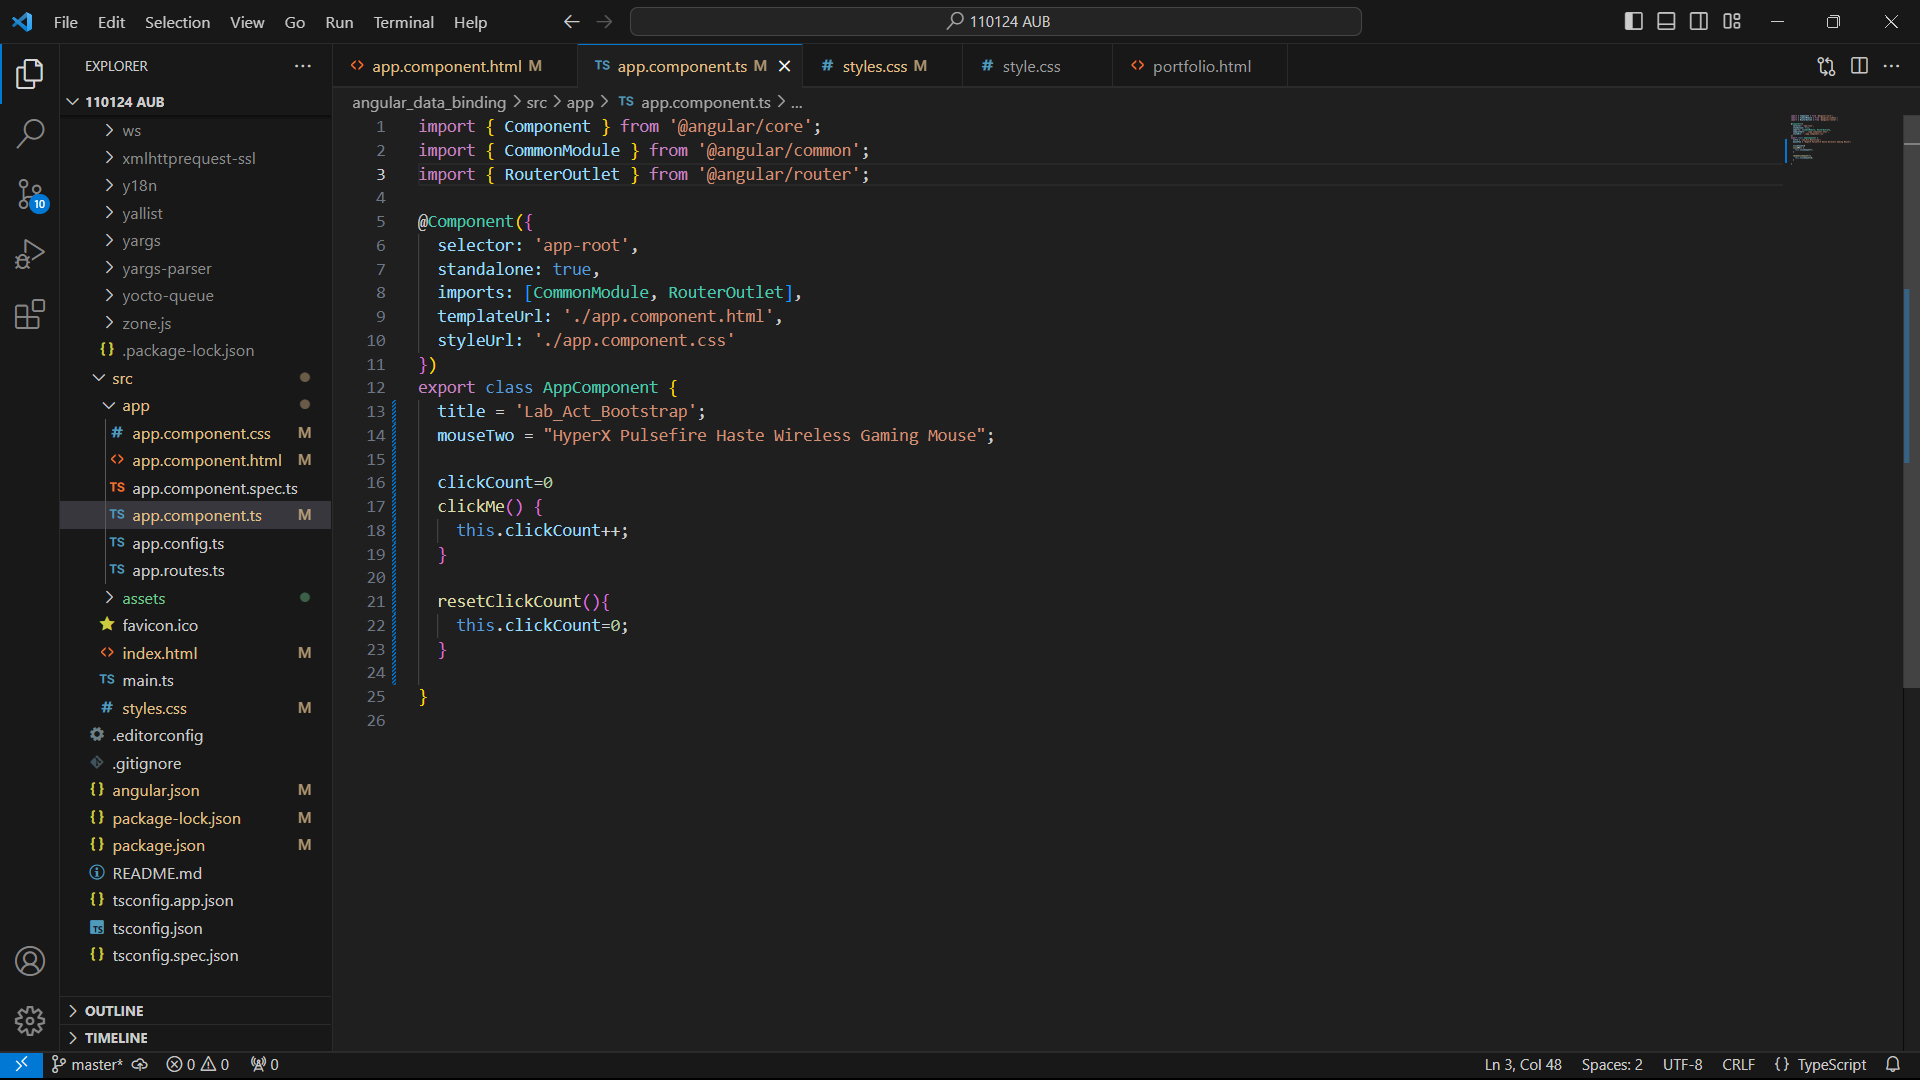 File Edit Selection View Go Run Terminal Help
110124 AUB
EXPLORER
110124 AUB
ws
xmlhttprequest-ssl
y18n
yallist
yargs
yargs-parser
yocto-queue
zone.js
{} .package-lock.json
src
app
# app.component.css M
<> app.component.html M
TS app.component.spec.ts
TS app.component.ts M
TS app.config.ts
TS app.routes.ts
assets
favicon.ico
<> index.html M
TS main.ts
# styles.css M
.editorconfig
.gitignore
{} angular.json M
{} package-lock.json M
{} package.json M
README.md
{} tsconfig.app.json
TS tsconfig.json
{} tsconfig.spec.json
OUTLINE
TIMELINE
10
<> app.component.html M
TS app.component.ts M
# styles.css M
# style.css
<> portfolio.html
angular_data_binding > src > app > TS app.component.ts > ...
1 import { Component } from '@angular/core';
2 import { CommonModule } from '@angular/common';
3 import { RouterOutlet } from '@angular/router';
4
5 @Component({
6 selector: 'app-root',
7 standalone: true,
8 imports: [CommonModule, RouterOutlet],
9 templateUrl: './app.component.html',
10 styleUrl: './app.component.css'
11 })
12 export class AppComponent {
13 title = 'Lab_Act_Bootstrap';
14 mouseTwo = "HyperX Pulsefire Haste Wireless Gaming Mouse";
15
16 clickCount=0
17 clickMe() {
18 this.clickCount++;
19 }
20
21 resetClickCount(){
22 this.clickCount=0;
23 }
24
25 }
26
master* 0 0 0
Ln 3, Col 48 Spaces: 2 UTF-8 CRLF {} TypeScript